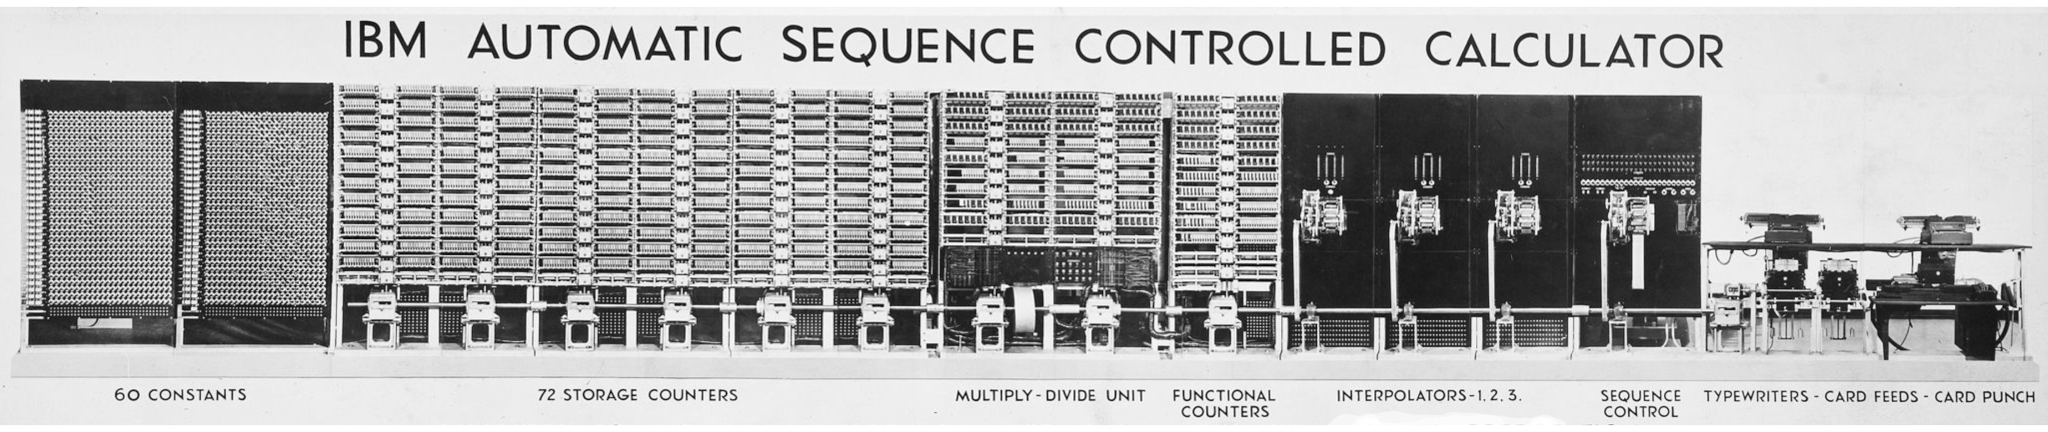 IBM AUTOMATIC SEQUENCE CONTROLLED CALCULATOR
60 CONSTANTS
72 STORAGE COUNTERS
MULTIPLY - DIVIDE UNIT
FUNCTIONAL
COUNTERS
INTERPOLATORS - 1, 2, 3.
SEQUENCE
CONTROL
TYPEWRITERS - CARD FEEDS - CARD PUNCH